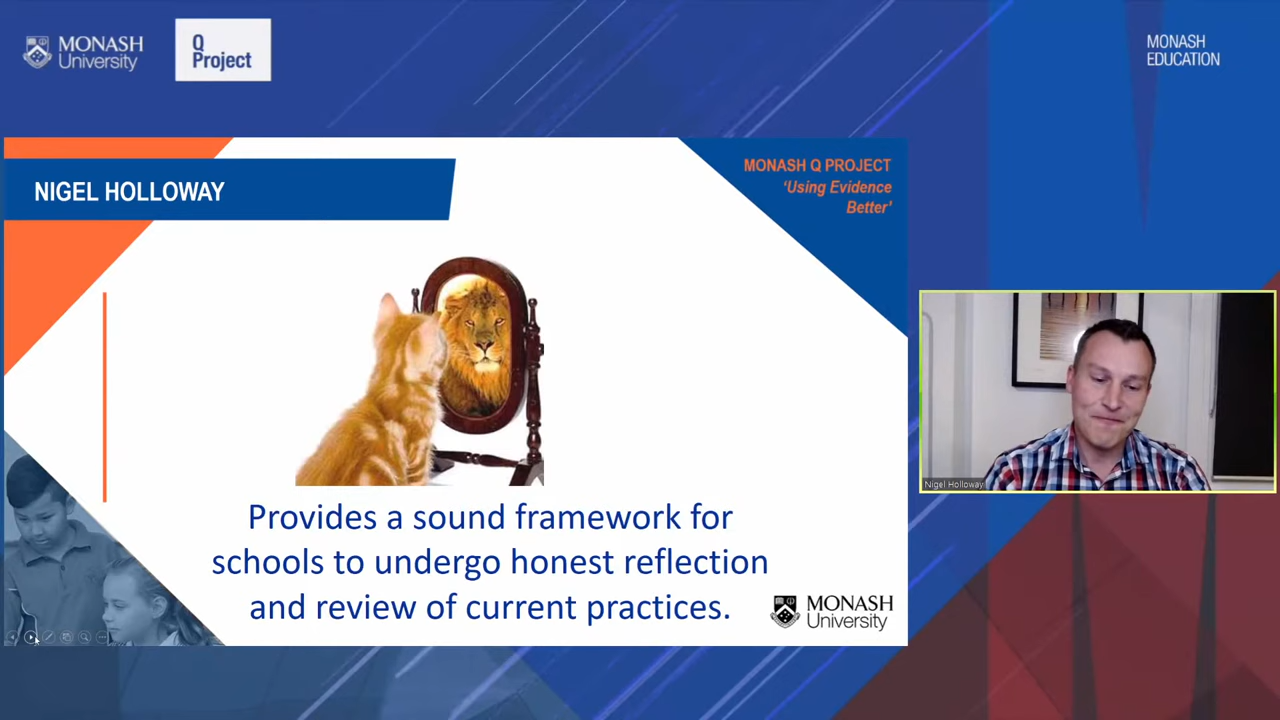 MONASH
University
Q
Project
MONASH
EDUCATION
NIGEL HOLLOWAY
MONASH Q PROJECT
‘Using Evidence
Better’
Provides a sound framework for
schools to undergo honest reflection
and review of current practices.
MONASH
University
Nigel Holloway